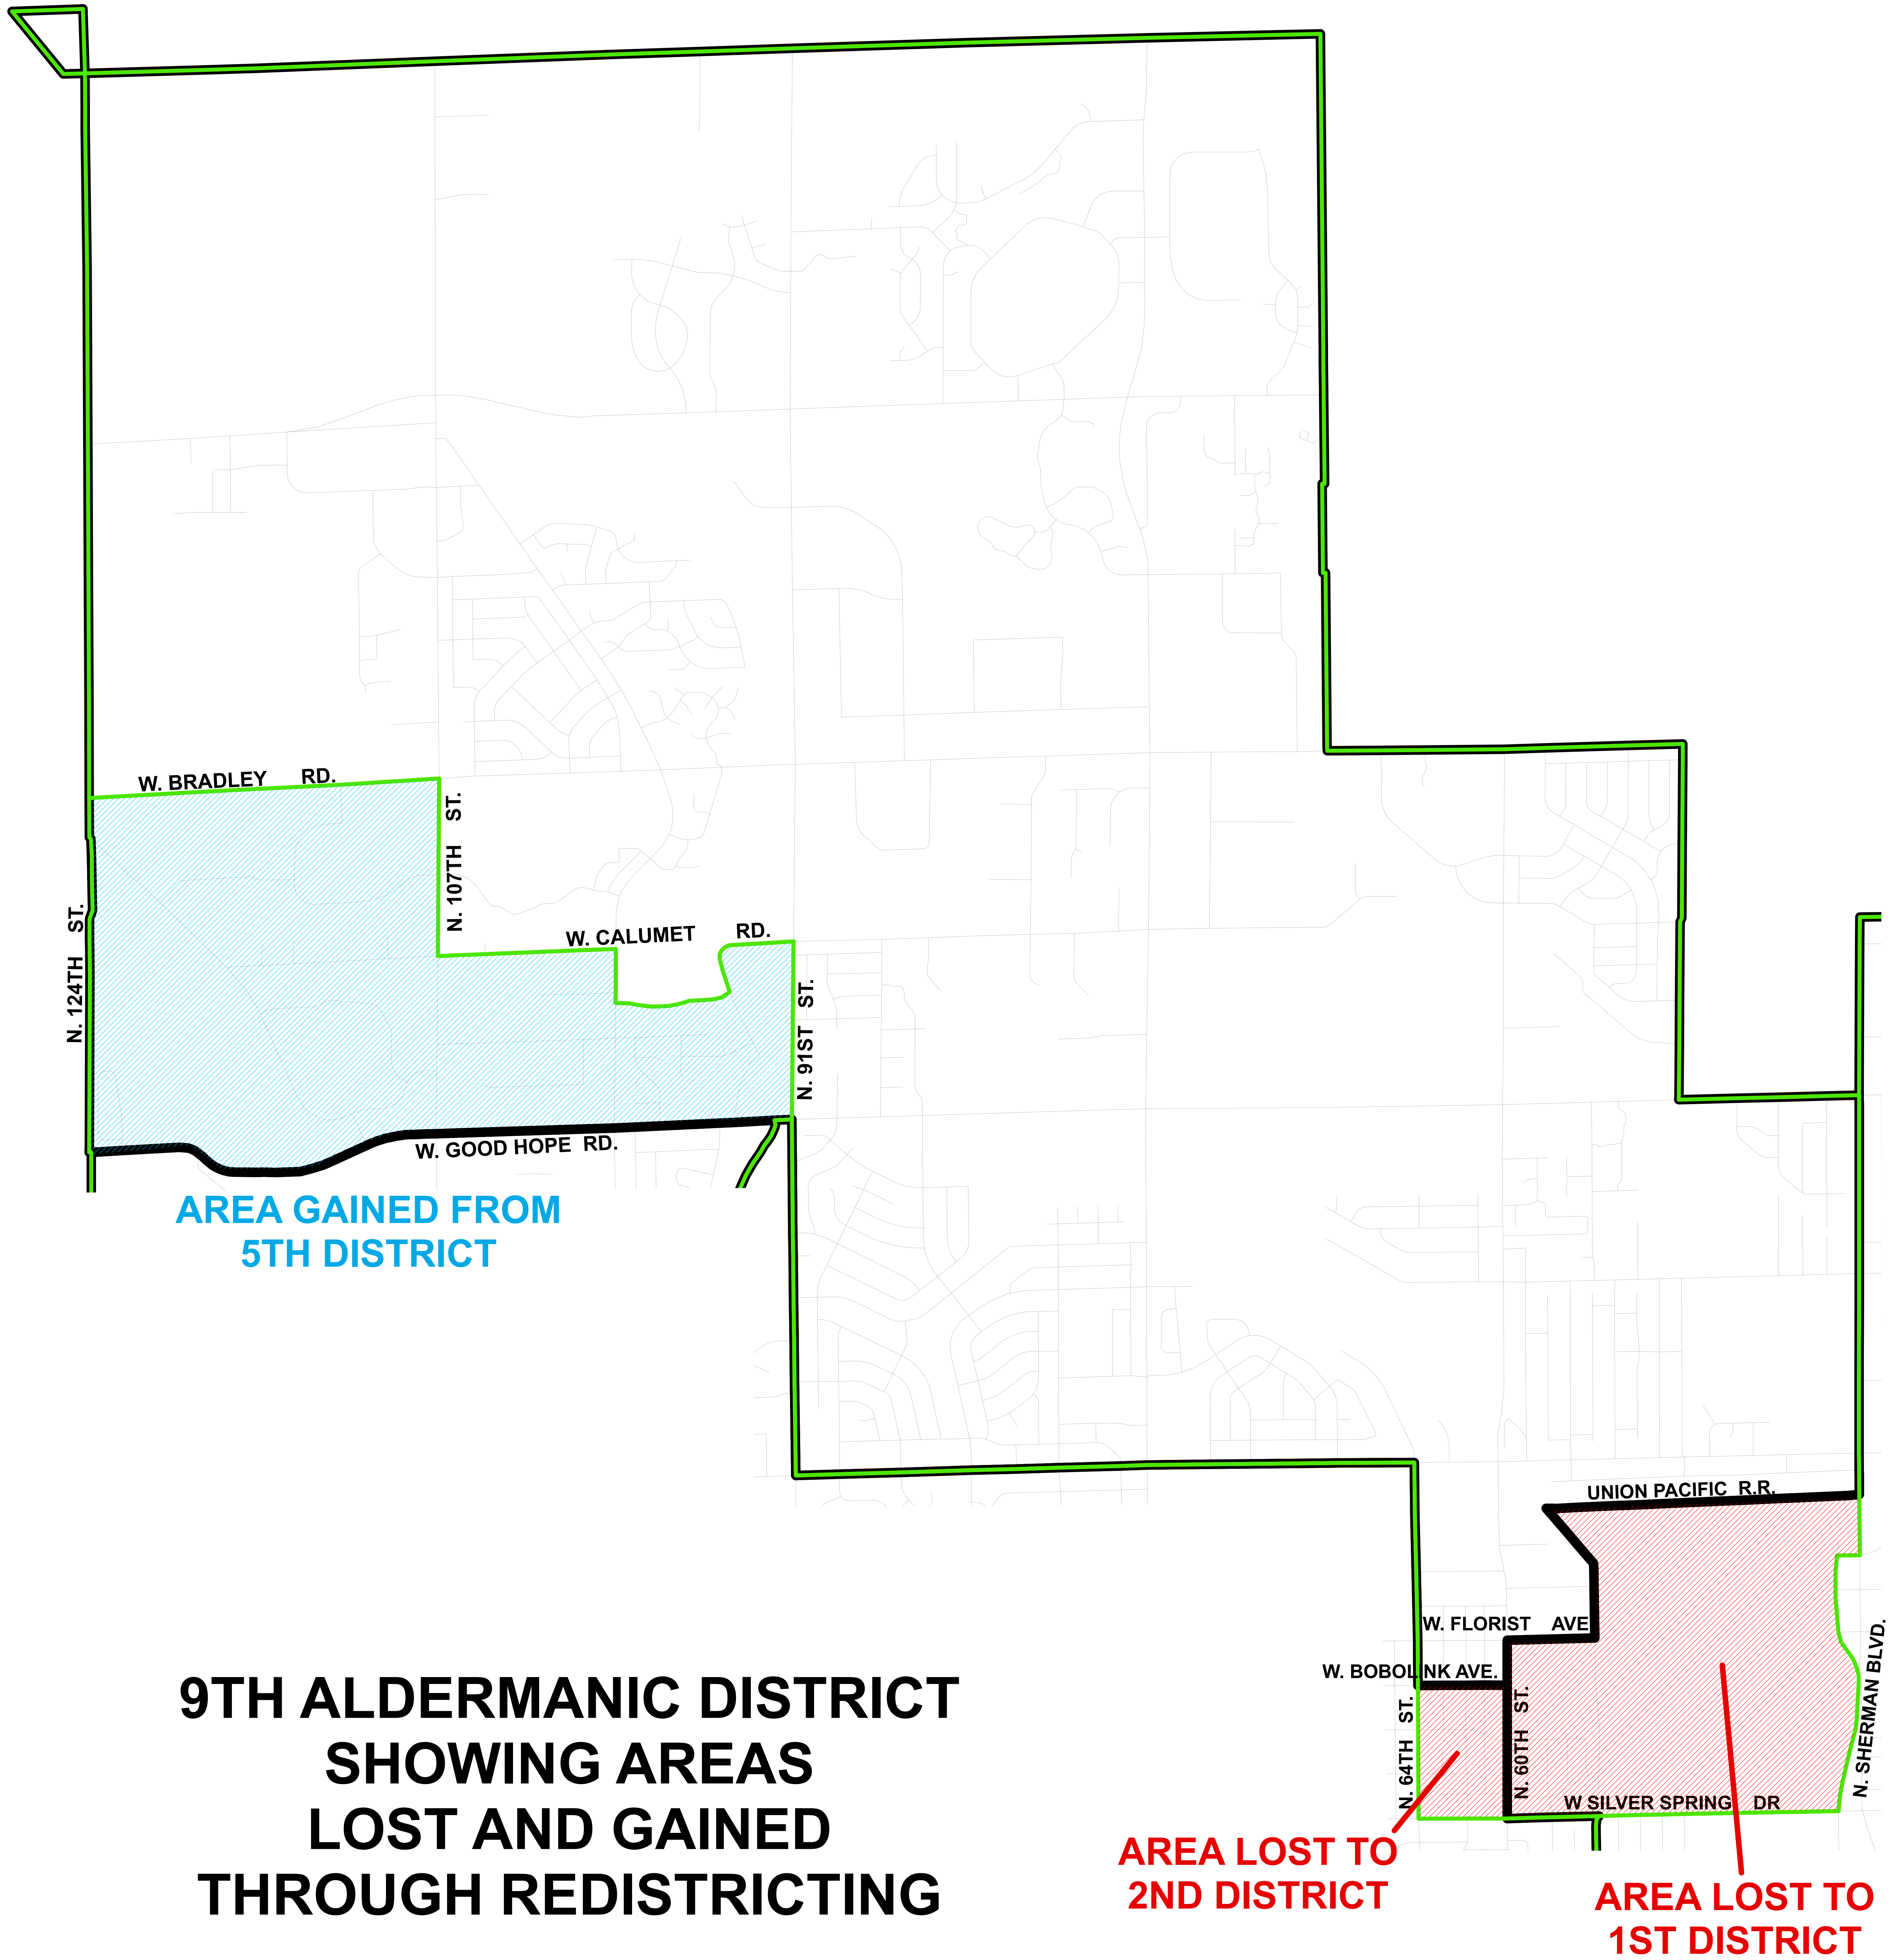 W. BRADLEY RD.
N. 107TH ST.
W. CALUMET RD.
N. 124TH ST.
N. 91ST ST.
W. GOOD HOPE RD.
AREA GAINED FROM
5TH DISTRICT
UNION PACIFIC R.R.
W. FLORIST AVE
W. BOBOLINK AVE.
N. 64TH ST.
N. 60TH ST.
N. SHERMAN BLVD.
W SILVER SPRING DR
9TH ALDERMANIC DISTRICT
SHOWING AREAS
LOST AND GAINED
THROUGH REDISTRICTING
AREA LOST TO
2ND DISTRICT
AREA LOST TO
1ST DISTRICT